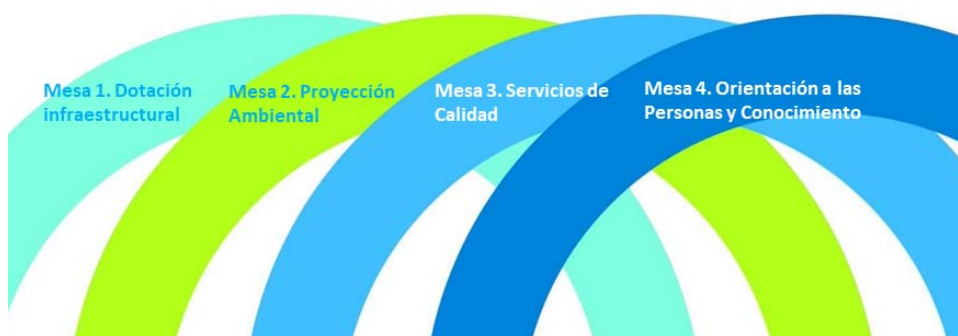 Mesa 1. Dotación
infraestructural
Mesa 2. Proyección
Ambiental
Mesa 3. Servicios de
Calidad
Mesa 4. Orientación a las
Personas y Conocimiento